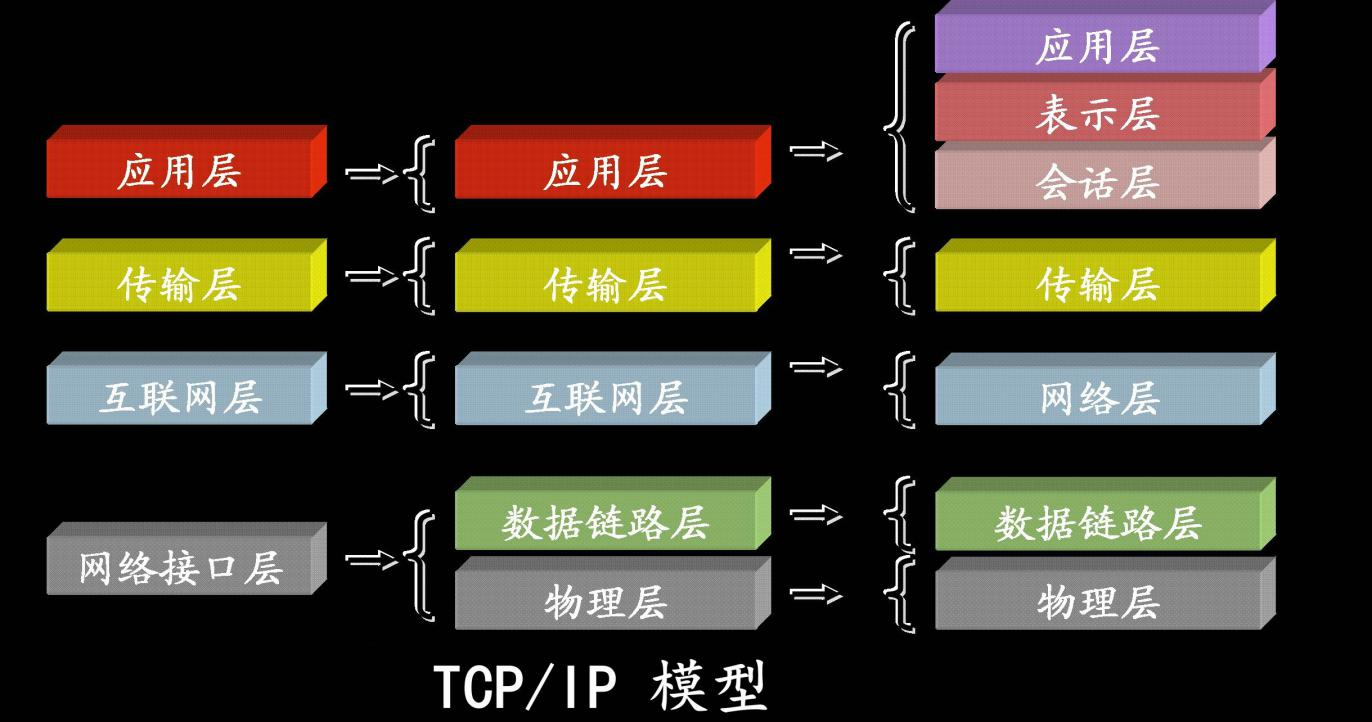 应用层
传输层
互联网层
网络接口层
应用层
传输层
互联网层
数据链路层
物理层
应用层
表示层
会话层
传输层
网络层
数据链路层
物理层
TCP/IP 模型